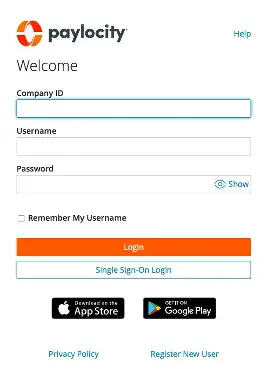 paylocity
Help
Welcome
Company ID
Username
Password
Show
Remember My Username
Login
Single Sign-On Login
Download on the
App Store
GET IT ON
Google Play
Privacy Policy
Register New User